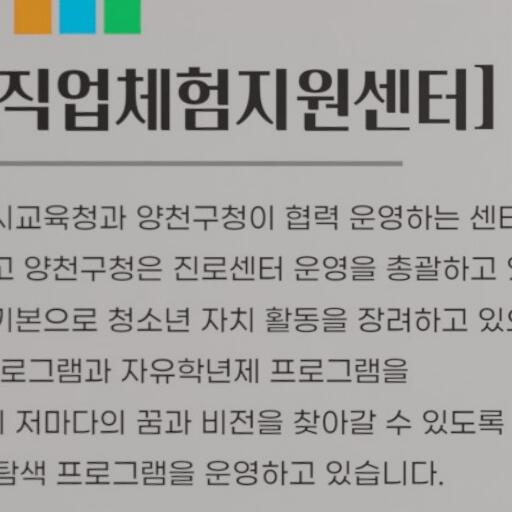 직업체험지원센터]
시교육청과 양천구청이 협력 운영하는 센터
고 양천구청은 진로센터 운영을 총괄하고
기본으로 청소년 자치 활동을 장려하고 있으
로그램과 자유학년제 프로그램을
저마다의 꿈과 비전을 찾아갈 수 있도록
탐색 프로그램을 운영하고 있습니다.